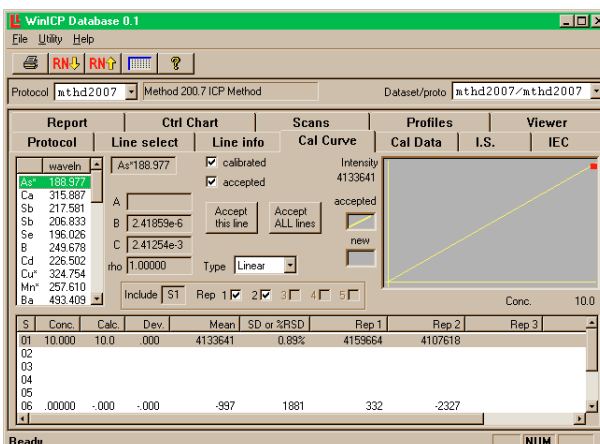 WinICP Database 0.1
File Utility Help
RN RN ?
Protocol mthd2007 Method 200.7 ICP Method Dataset/proto mthd2007/mthd2007
Report Ctrl Chart Scans Profiles Viewer
Protocol Line select Line info Cal Curve Cal Data I.S. IEC
waveln
As* 188.977
Ca 315.887
Sb 217.581
Sb 206.833
Se 196.026
B 249.678
Cd 226.502
Cu* 324.754
Mn* 257.610
Ba 493.409
As*188.977
A
B 2.41859e-6
C 2.41254e-3
rho 1.00000
calibrated
accepted
Accept this line
Accept ALL lines
Type Linear
Include S1 Rep 1 2 3 4 5
Intensity
4133641
accepted
new
Conc. 10.0
S Conc. Calc. Dev. Mean SD or %RSD Rep 1 Rep 2 Rep 3
01 10.000 10.0 .000 4133641 0.89% 4159664 4107618
02
03
04
05
06 .00000 -.000 -.000 -997 1881 332 -2327
Ready NUM